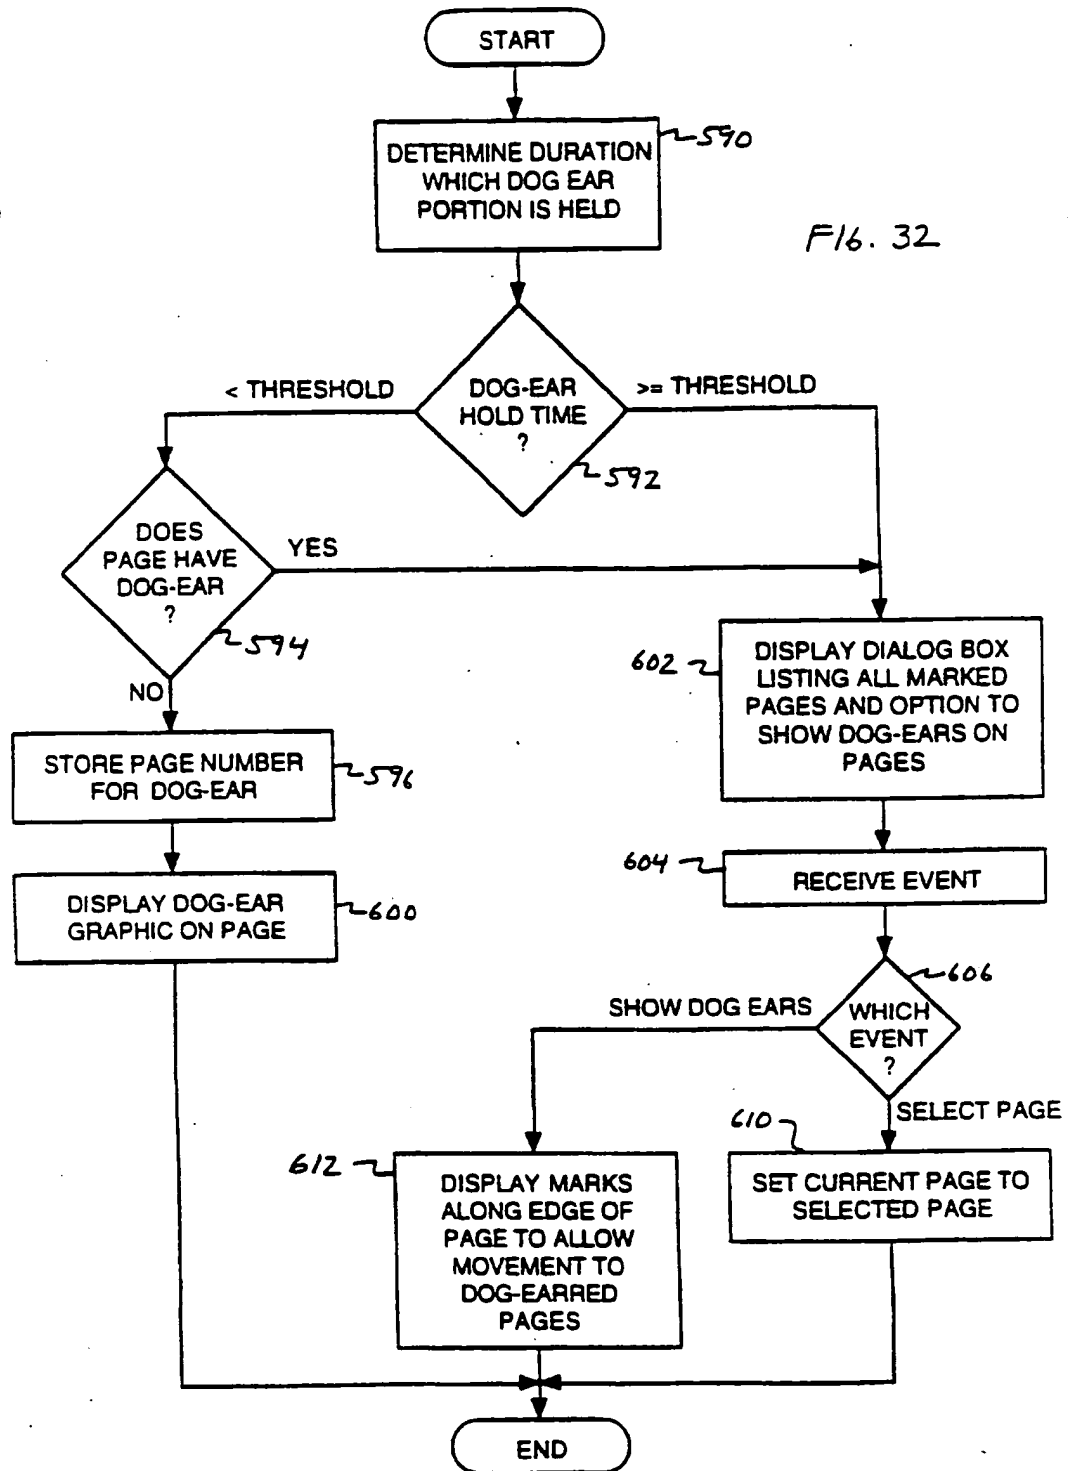 START
DETERMINE DURATION
WHICH DOG EAR
PORTION IS HELD
590
FIG. 32
< THRESHOLD
DOG-EAR
HOLD TIME
?
>= THRESHOLD
592
DOES
PAGE HAVE
DOG-EAR
?
YES
594
NO
602
DISPLAY DIALOG BOX
LISTING ALL MARKED
PAGES AND OPTION TO
SHOW DOG-EARS ON
PAGES
STORE PAGE NUMBER
FOR DOG-EAR
596
604
RECEIVE EVENT
DISPLAY DOG-EAR
GRAPHIC ON PAGE
600
606
SHOW DOG EARS
WHICH
EVENT
?
SELECT PAGE
610
612
DISPLAY MARKS
ALONG EDGE OF
PAGE TO ALLOW
MOVEMENT TO
DOG-EARRED
PAGES
SET CURRENT PAGE TO
SELECTED PAGE
END